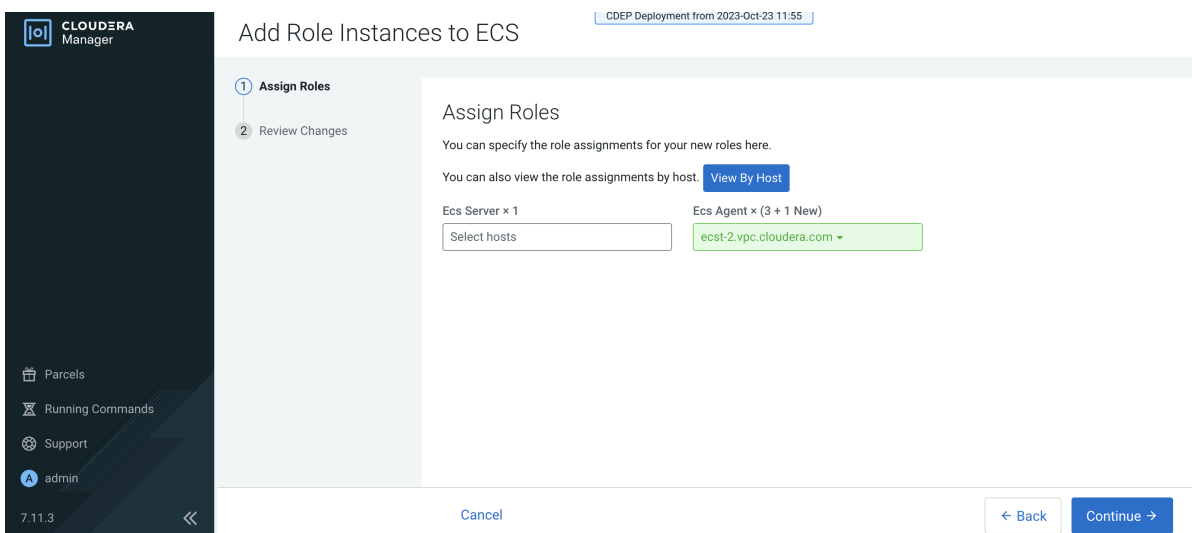 CLOUDERA
Manager
Add Role Instances to ECS
CDEP Deployment from 2023-Oct-23 11:55
1 Assign Roles
2 Review Changes
Assign Roles
You can specify the role assignments for your new roles here.
You can also view the role assignments by host. View By Host
Ecs Server × 1
Ecs Agent × (3 + 1 New)
Select hosts
ecst-2.vpc.cloudera.com
Parcels
Running Commands
Support
A admin
7.11.3
Cancel
← Back
Continue →